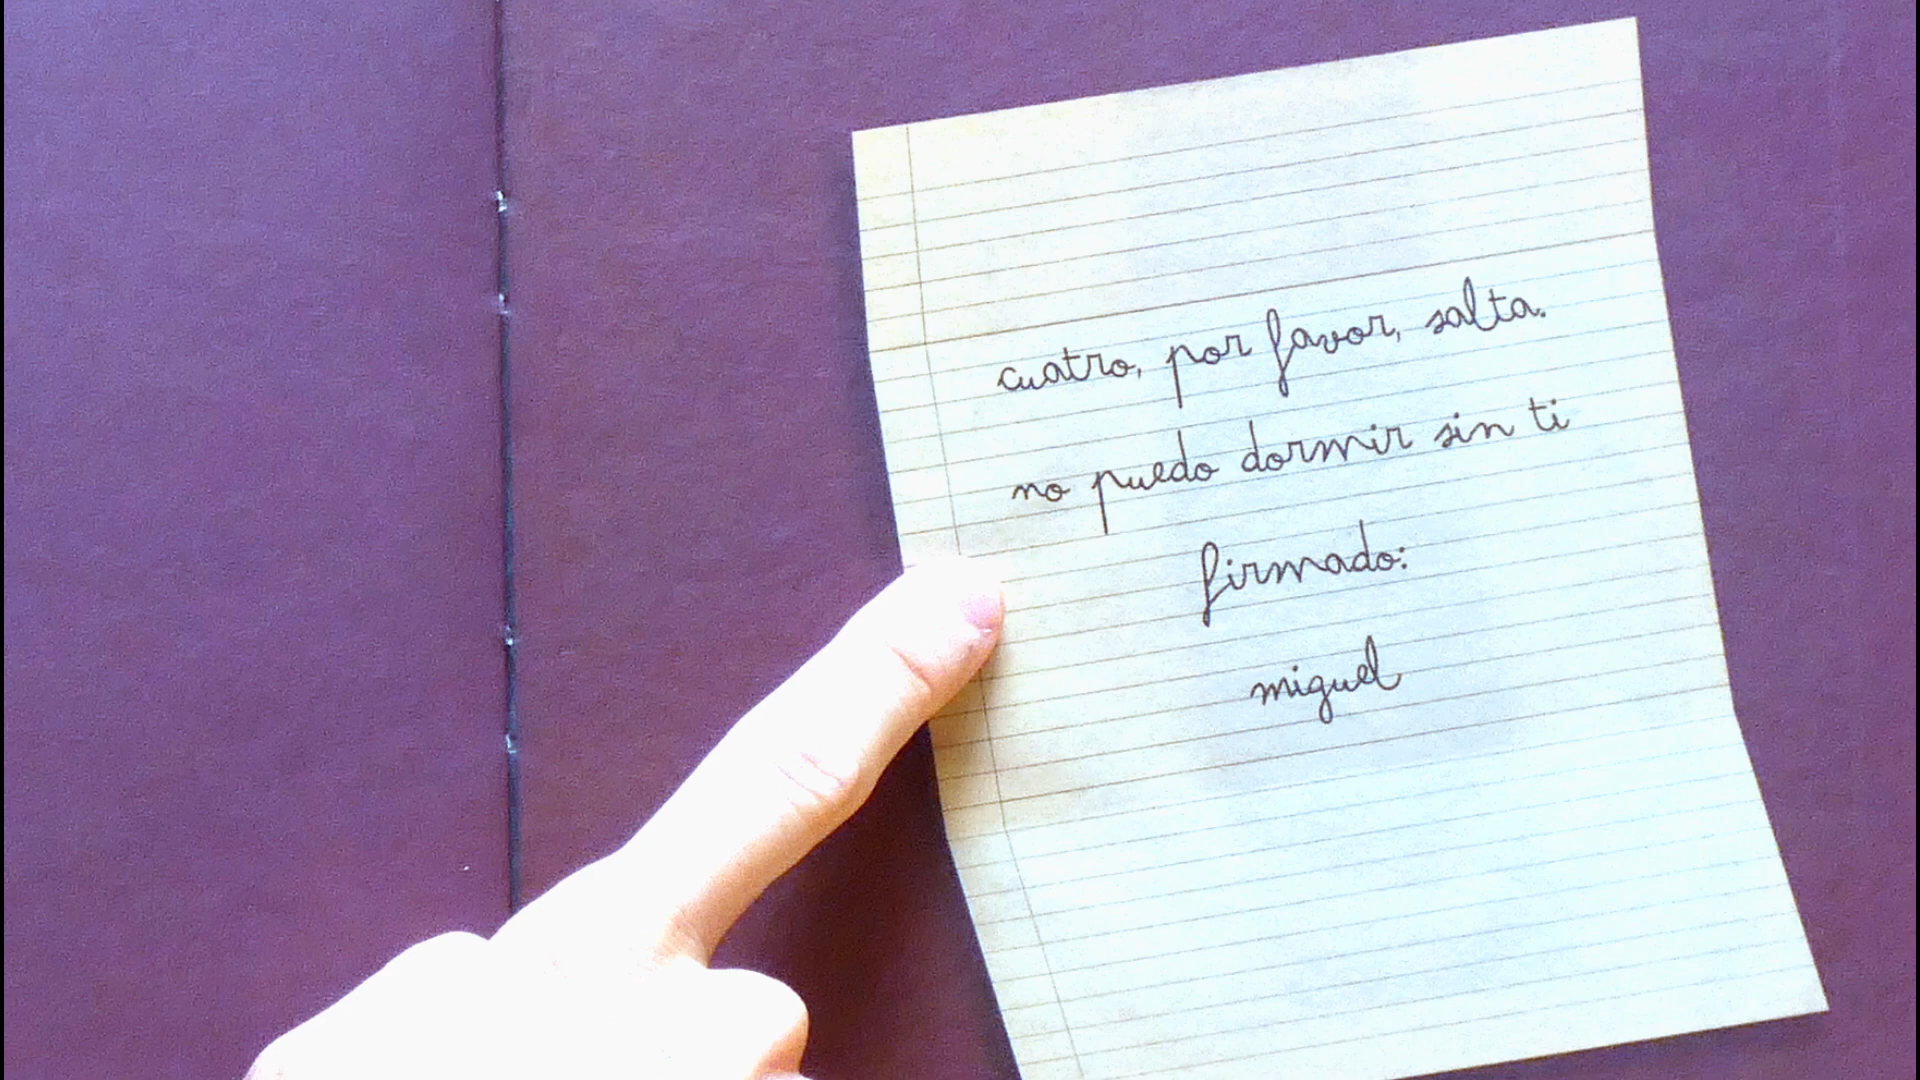 cuatro, por favor, salta.
no puedo dormir sin ti
firmado:
miguel